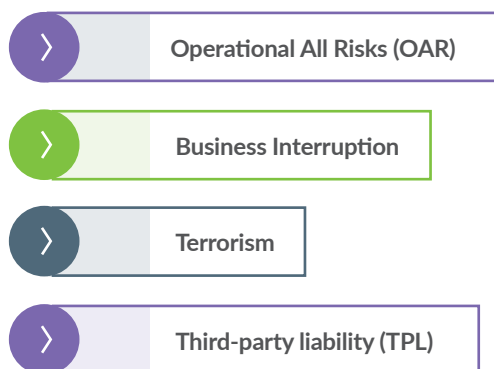 Operational All Risks (OAR)
Business Interruption
Terrorism
Third-party liability (TPL)